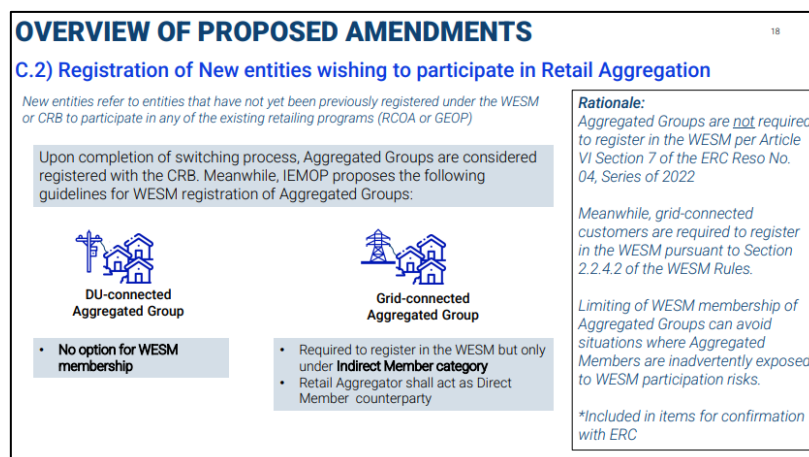 OVERVIEW OF PROPOSED AMENDMENTS
18
C.2) Registration of New entities wishing to participate in Retail Aggregation
New entities refer to entities that have not yet been previously registered under the WESM
or CRB to participate in any of the existing retailing programs (RCOA or GEOP)
Upon completion of switching process, Aggregated Groups are considered
registered with the CRB. Meanwhile, IEMOP proposes the following
guidelines for WESM registration of Aggregated Groups:
DU-connected
Aggregated Group
• No option for WESM
membership
Grid-connected
Aggregated Group
• Required to register in the WESM but only
under Indirect Member category
• Retail Aggregator shall act as Direct
Member counterparty
Rationale:
Aggregated Groups are not required
to register in the WESM per Article
VI Section 7 of the ERC Reso No.
04, Series of 2022
Meanwhile, grid-connected
customers are required to register
in the WESM pursuant to Section
2.2.4.2 of the WESM Rules.
Limiting of WESM membership of
Aggregated Groups can avoid
situations where Aggregated
Members are inadvertently exposed
to WESM participation risks.
*Included in items for confirmation
with ERC